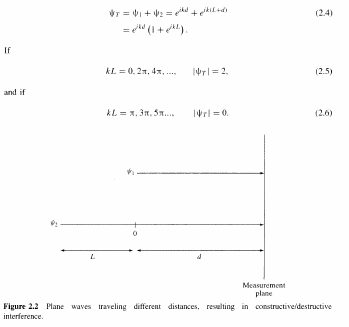 ψ_T = ψ_1 + ψ_2 = e^{ikd} + e^{ik(L+d)} (2.4)
= e^{ikd} (1 + e^{ikL}).
If
kL = 0, 2π, 4π, ..., |ψ_T| = 2, (2.5)
and if
kL = π, 3π, 5π..., |ψ_T| = 0. (2.6)
ψ_1
ψ_2
0
L d
Measurement
plane
Figure 2.2 Plane waves traveling different distances, resulting in constructive/destructive
interference.